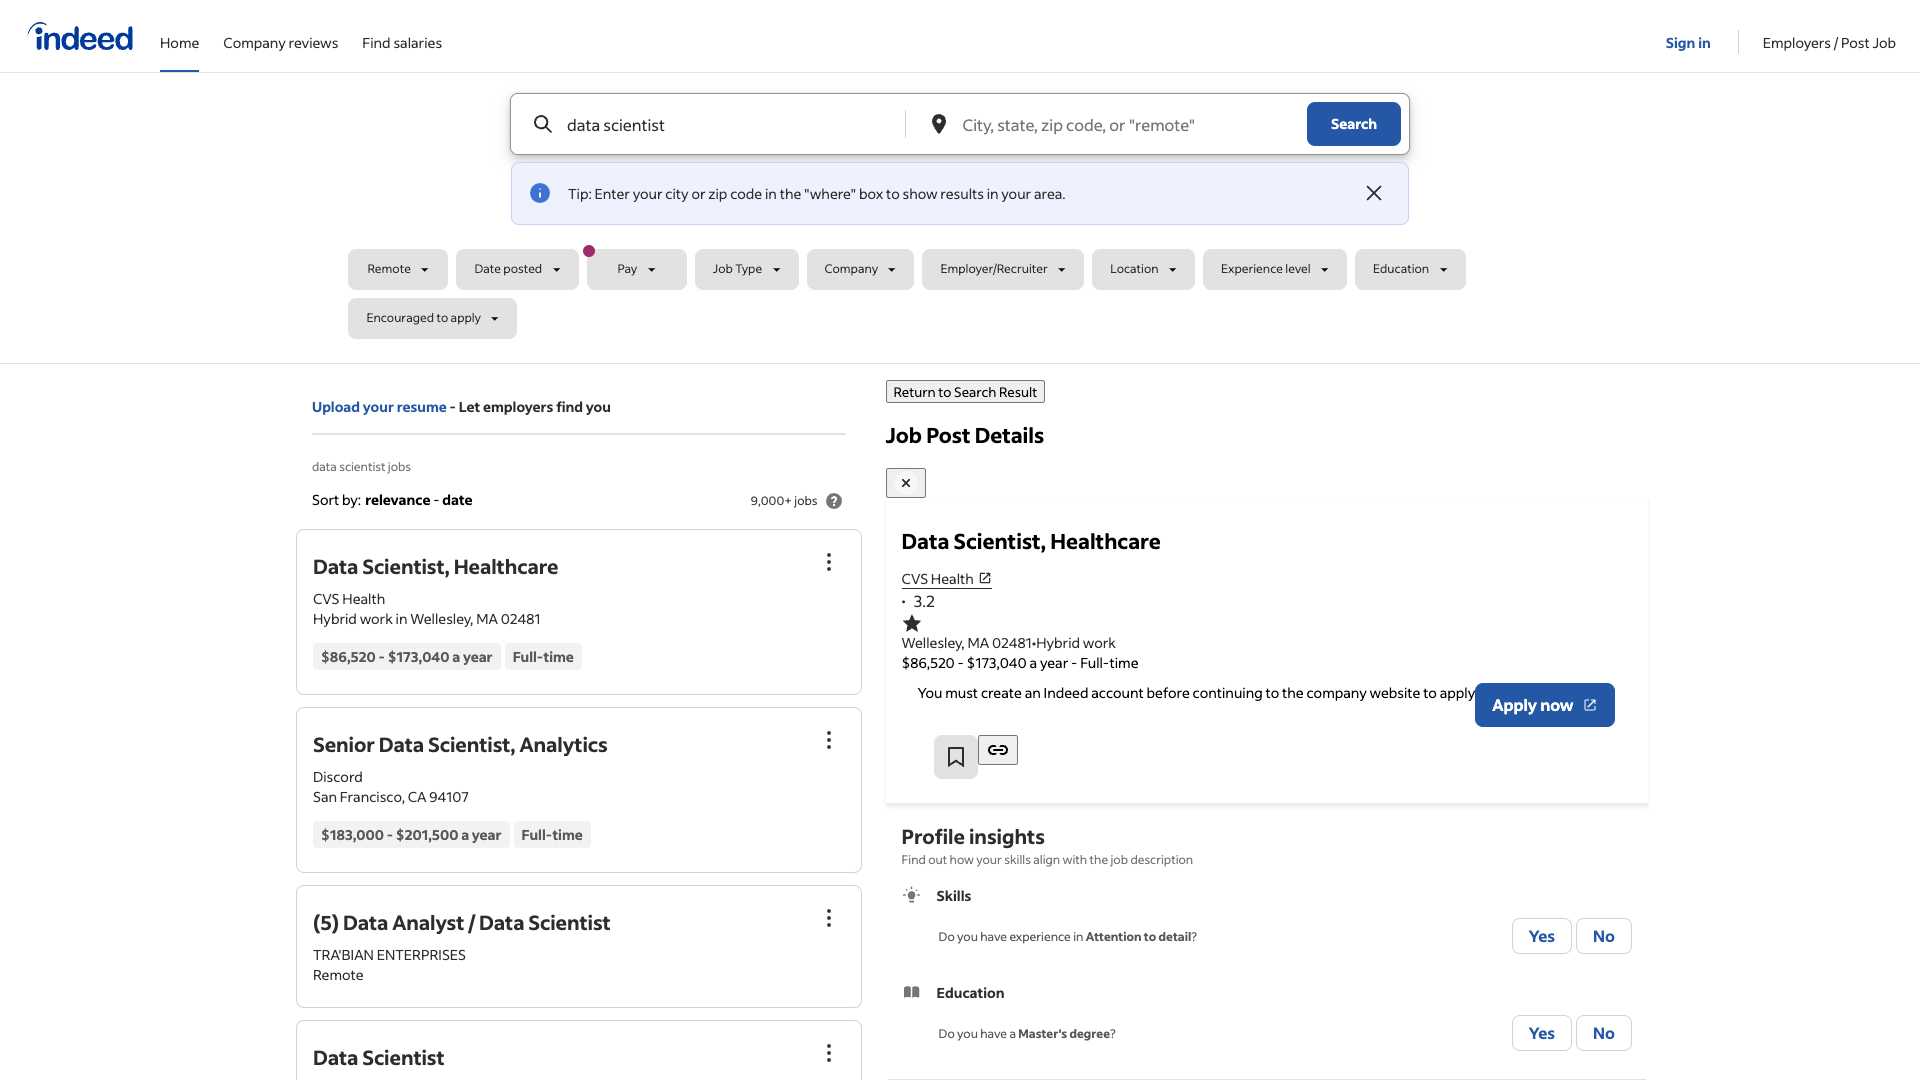 indeed
Home
Company reviews
Find salaries
Sign in
Employers / Post Job
data scientist
City, state, zip code, or "remote"
Search
Tip: Enter your city or zip code in the "where" box to show results in your area.
Remote
Date posted
Pay
Job Type
Company
Employer/Recruiter
Location
Experience level
Education
Encouraged to apply
Upload your resume - Let employers find you
data scientist jobs
Sort by: relevance - date
9,000+ jobs
Data Scientist, Healthcare
CVS Health
Hybrid work in Wellesley, MA 02481
$86,520 - $173,040 a year
Full-time
Senior Data Scientist, Analytics
Discord
San Francisco, CA 94107
$183,000 - $201,500 a year
Full-time
(5) Data Analyst / Data Scientist
TRA'BIAN ENTERPRISES
Remote
Data Scientist
Return to Search Result
Job Post Details
Data Scientist, Healthcare
CVS Health
· 3.2
Wellesley, MA 02481•Hybrid work
$86,520 - $173,040 a year - Full-time
You must create an Indeed account before continuing to the company website to apply
Apply now
Profile insights
Find out how your skills align with the job description
Skills
Do you have experience in Attention to detail?
Yes
No
Education
Do you have a Master's degree?
Yes
No